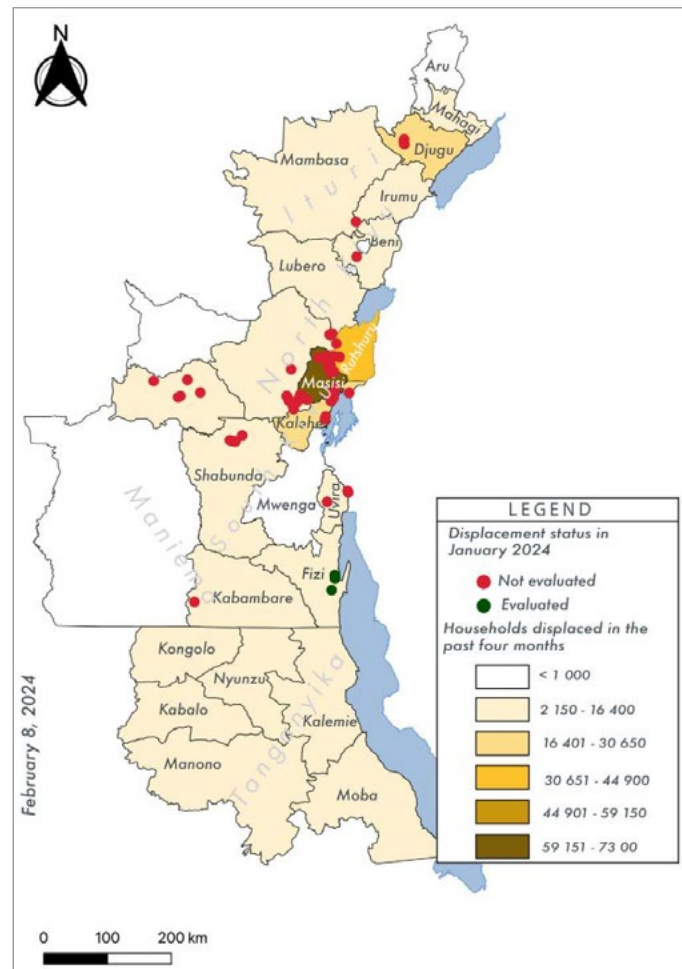 N
Aru
Mahagi
Djugu
Mambasa
Ituri
Irumu
Beni
Lubero
North
Rutshuru
Masisi
Kalehe
Shabunda
Mwenga
Uvira
South
Maniema
Fizi
Kabambare
Kongolo
Nyunzu
Kabalo
Kalemie
Manono
Tanganyika
Moba
February 8, 2024
LEGEND
Displacement status in
January 2024
Not evaluated
Evaluated
Households displaced in the
past four months
< 1 000
2 150 - 16 400
16 401 - 30 650
30 651 - 44 900
44 901 - 59 150
59 151 - 73 00
0 100 200 km